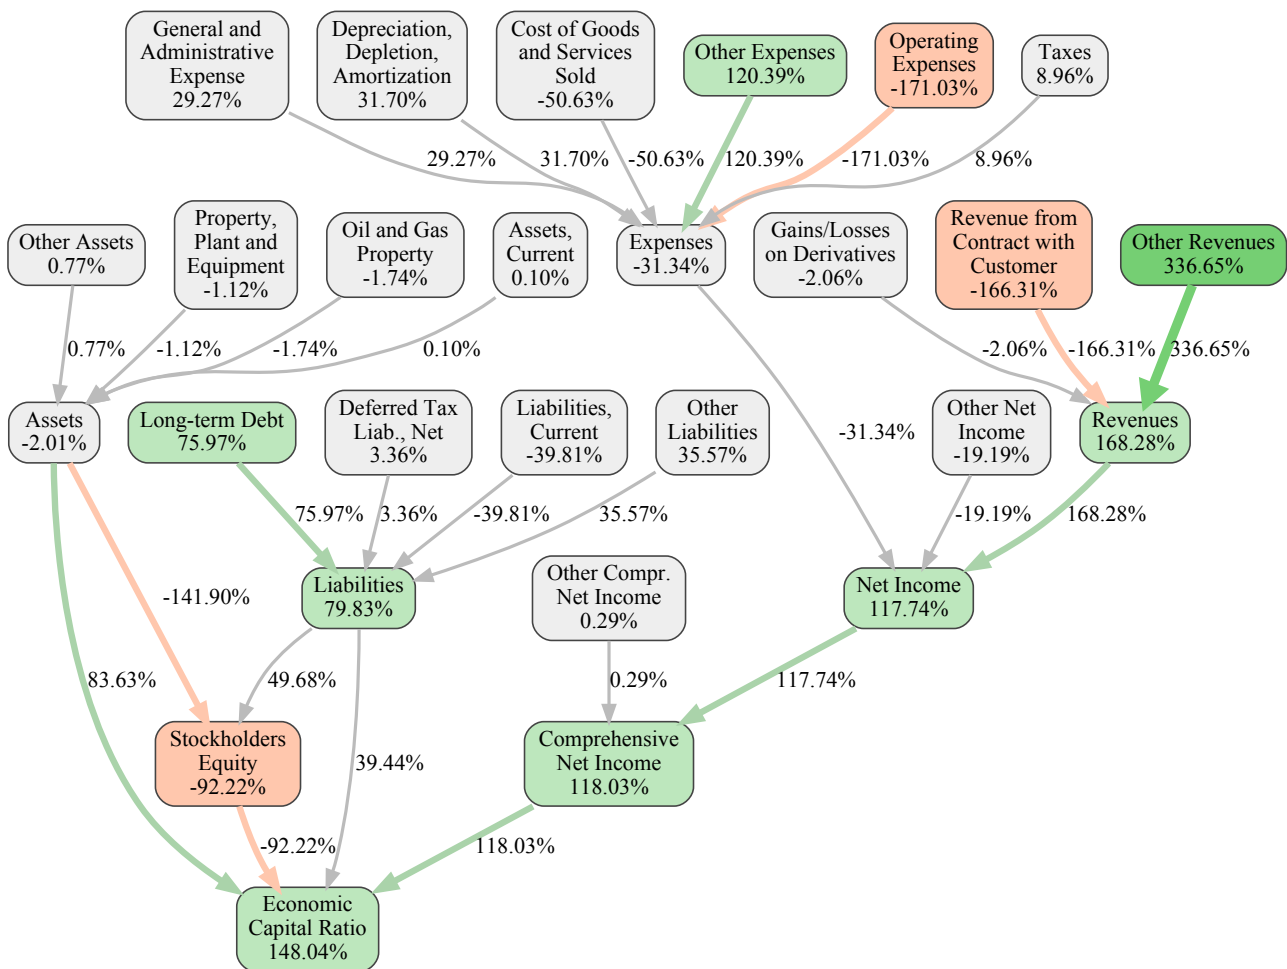 General and
Administrative
Expense
29.27%
Depreciation,
Depletion,
Amortization
31.70%
Cost of Goods
and Services
Sold
-50.63%
Other Expenses
120.39%
Operating
Expenses
-171.03%
Taxes
8.96%
29.27%
31.70%
-50.63%
120.39%
-171.03%
8.96%
Other Assets
0.77%
Property,
Plant and
Equipment
-1.12%
Oil and Gas
Property
-1.74%
Assets,
Current
0.10%
Expenses
-31.34%
Gains/Losses
on Derivatives
-2.06%
Revenue from
Contract with
Customer
-166.31%
Other Revenues
336.65%
0.77%
-1.12%
-1.74%
0.10%
-2.06%
-166.31%
336.65%
Assets
-2.01%
Long-term Debt
75.97%
Deferred Tax
Liab., Net
3.36%
Liabilities,
Current
-39.81%
Other
Liabilities
35.57%
-31.34%
Other Net
Income
-19.19%
Revenues
168.28%
75.97%
3.36%
-39.81%
35.57%
-19.19%
168.28%
-141.90%
Liabilities
79.83%
Other Compr.
Net Income
0.29%
Net Income
117.74%
83.63%
49.68%
0.29%
117.74%
Stockholders
Equity
-92.22%
39.44%
Comprehensive
Net Income
118.03%
-92.22%
118.03%
Economic
Capital Ratio
148.04%